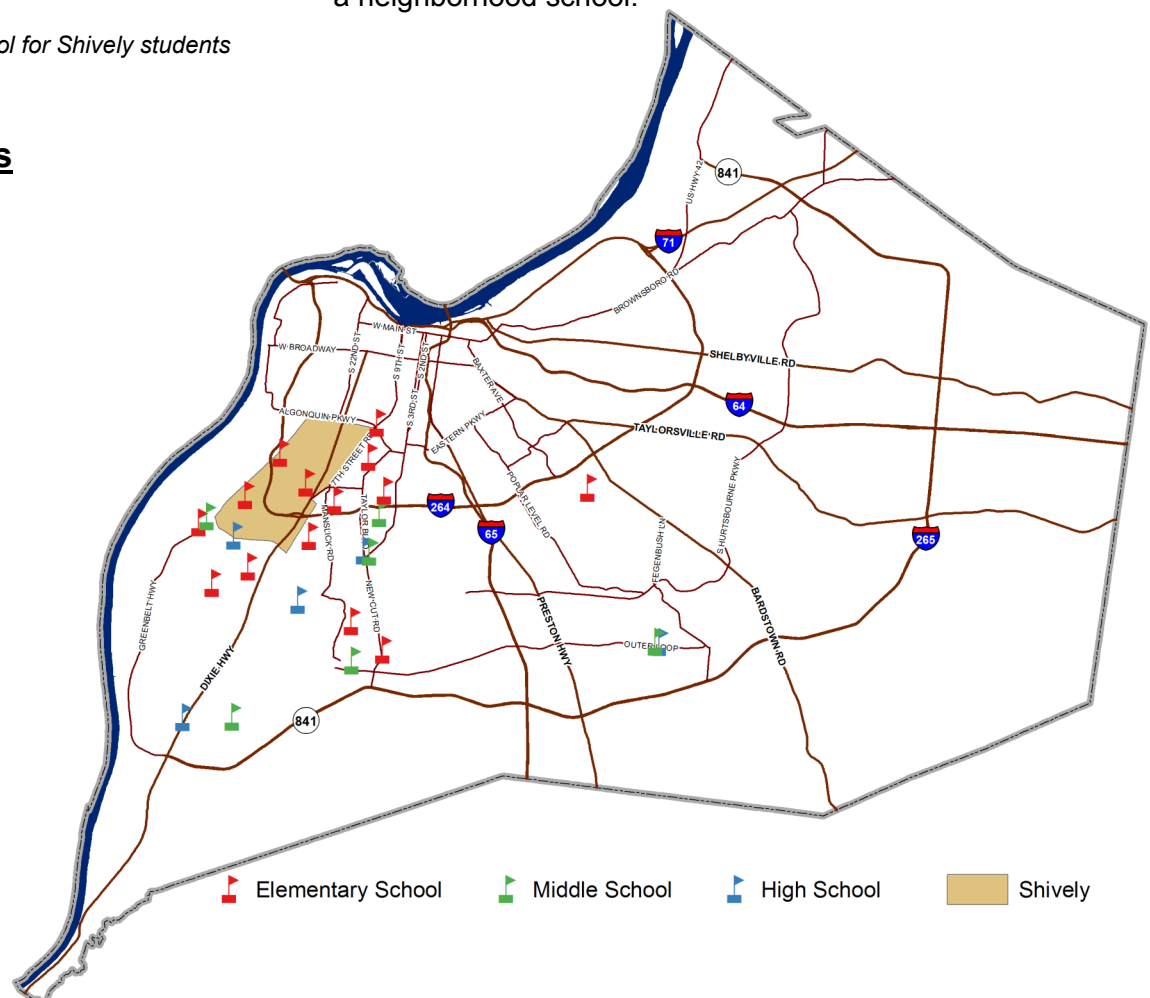 a neighborhood school.
ol for Shively students
s
841
US HWY 42
71
BROWNSBORO RD
W MAIN ST
W BROADWAY
S 22ND ST
S 9TH ST
S 2ND ST
S 3RD ST
BAXTER AVE
SHELBYVILLE RD
64
ALGONQUIN PKWY
EASTERN PKWY
TAYLORSVILLE RD
7TH STREET RD
POPLAR LEVEL RD
S HURTSBOURNE PKWY
264
65
265
MANSLICK RD
TAYLOR BLVD
FEGENBUSH LN
GREENBELT HWY
NEW CUT RD
PRESTON HWY
BARDSTOWN RD
OUTER LOOP
DIXIE HWY
841
Elementary School
Middle School
High School
Shively